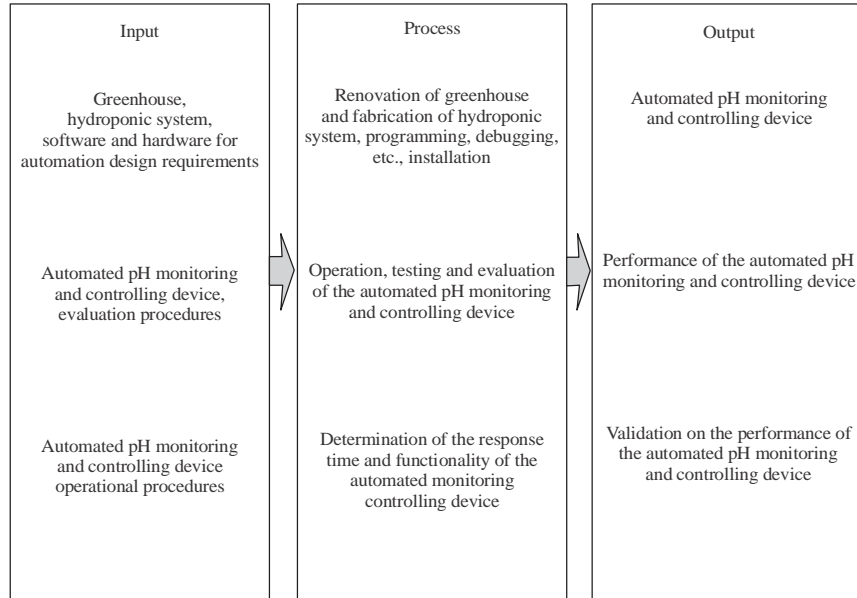 Input
Greenhouse,
hydroponic system,
software and hardware for
automation design requirements
Automated pH monitoring
and controlling device,
evaluation procedures
Automated pH monitoring
and controlling device
operational procedures
Process
Renovation of greenhouse
and fabrication of hydroponic
system, programming, debugging,
etc., installation
Operation, testing and evaluation
of the automated pH monitoring
and controlling device
Determination of the response
time and functionality of the
automated monitoring
controlling device
Output
Automated pH monitoring
and controlling device
Performance of the automated pH
monitoring and controlling device
Validation on the performance of
the automated pH monitoring
and controlling device